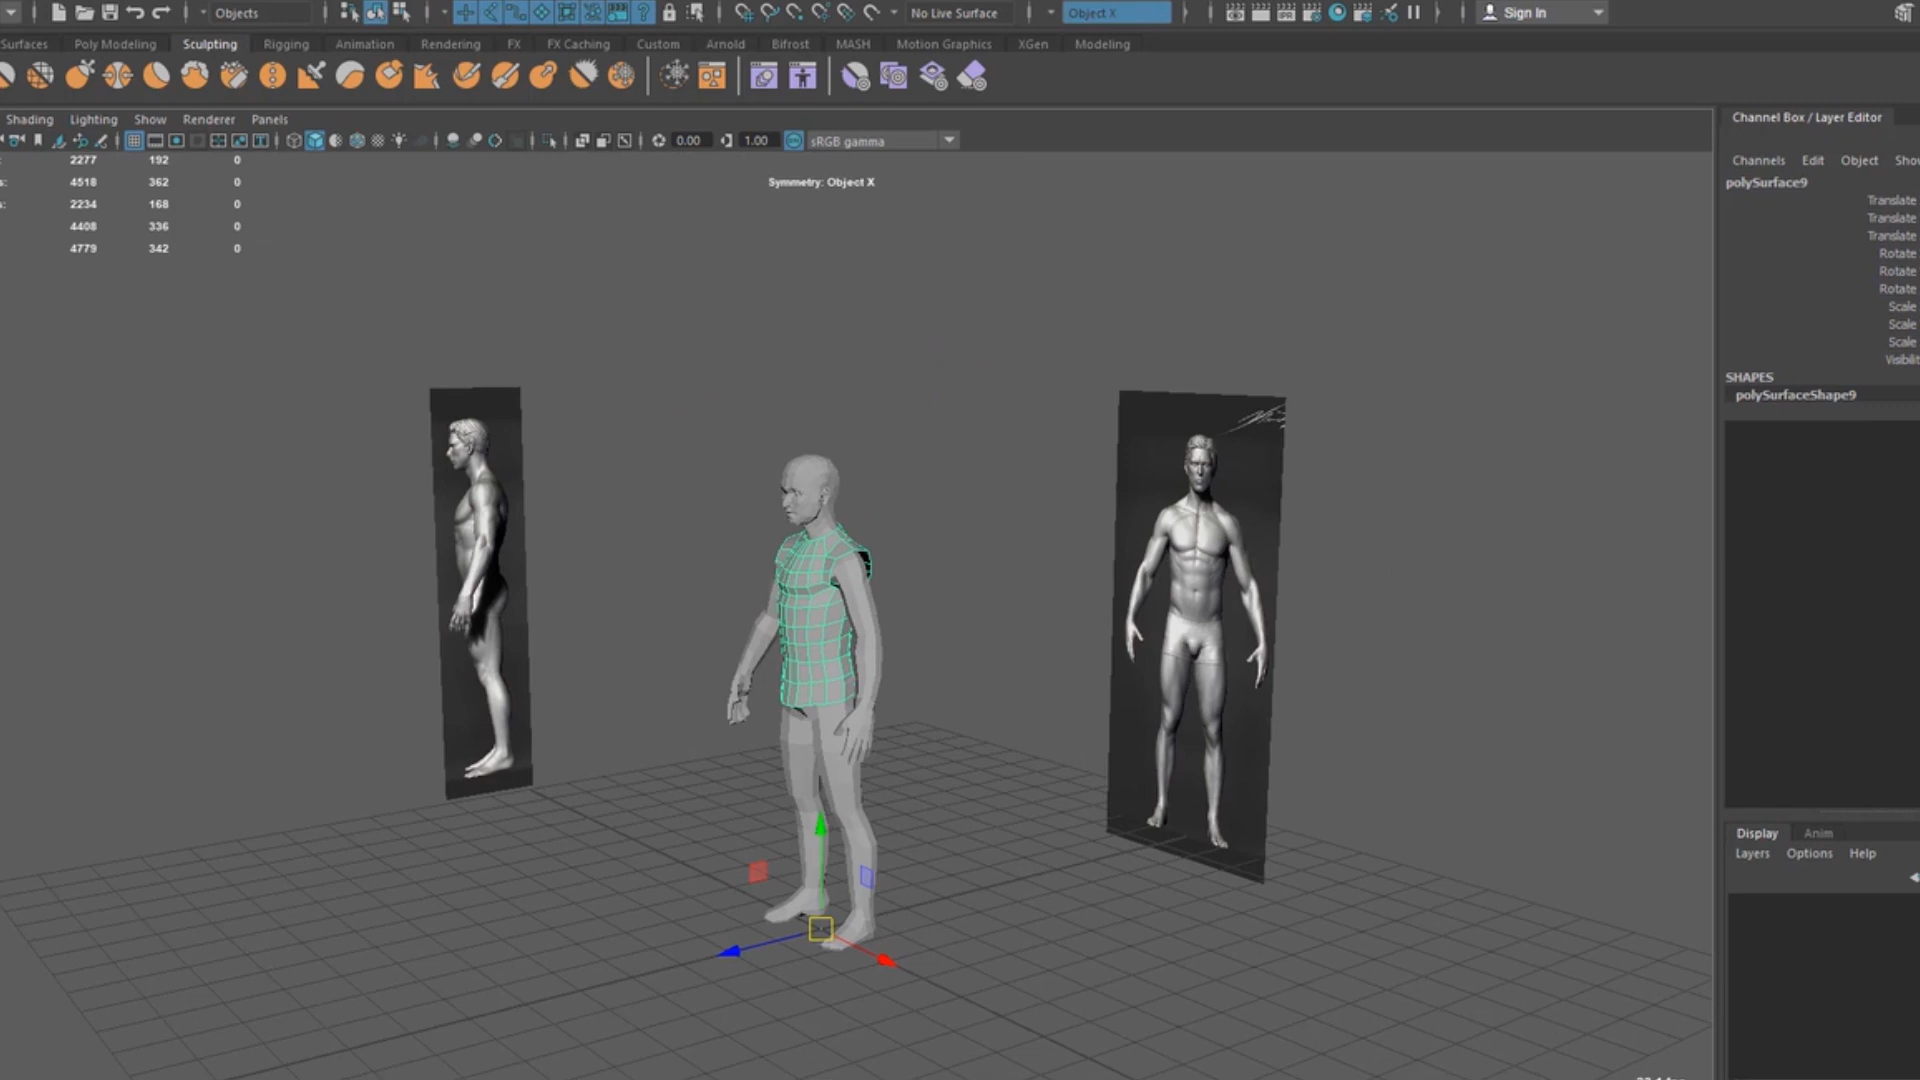 Objects
No Live Surface
Object X
Sign In
Surfaces
Poly Modeling
Sculpting
Rigging
Animation
Rendering
FX
FX Caching
Custom
Arnold
Bifrost
MASH
Motion Graphics
XGen
Modeling
Shading
Lighting
Show
Renderer
Panels
0.00
1.00
sRGB gamma
: 2277 192 0
s: 4518 362 0
s: 2234 168 0
4408 336 0
4779 342 0
Symmetry: Object X
Channel Box / Layer Editor
Channels Edit Object Show
polySurface9
Translate
Translate
Translate
Rotate
Rotate
Rotate
Scale
Scale
Scale
Visibilit
SHAPES
polySurfaceShape9
Display Anim
Layers Options Help